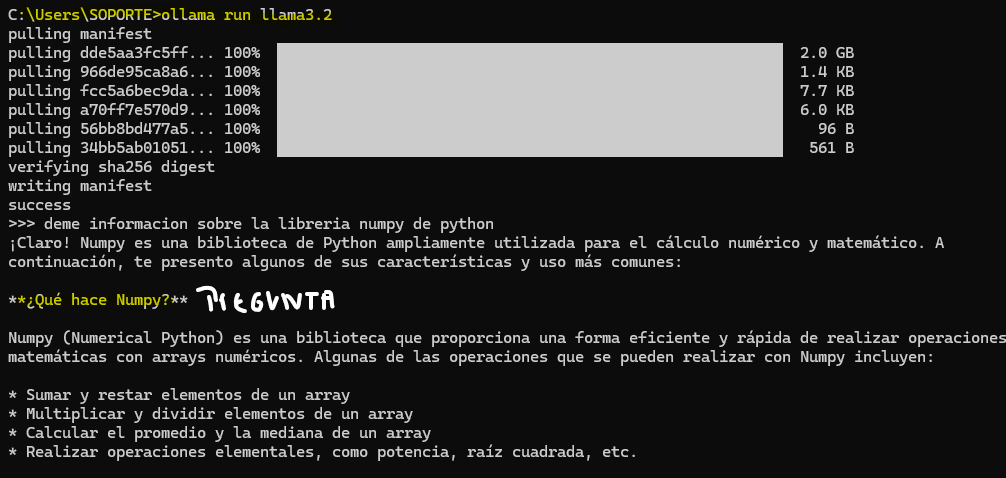 C:\Users\SOPORTE>ollama run llama3.2
pulling manifest
pulling dde5aa3fc5ff... 100% 2.0 GB
pulling 966de95ca8a6... 100% 1.4 KB
pulling fcc5a6bec9da... 100% 7.7 KB
pulling a70ff7e570d9... 100% 6.0 KB
pulling 56bb8bd477a5... 100% 96 B
pulling 34bb5ab01051... 100% 561 B
verifying sha256 digest
writing manifest
success
>>> deme informacion sobre la libreria numpy de python
¡Claro! Numpy es una biblioteca de Python ampliamente utilizada para el cálculo numérico y matemático. A
continuación, te presento algunos de sus características y uso más comunes:
**¿Qué hace Numpy?** PREGUNTA
Numpy (Numerical Python) es una biblioteca que proporciona una forma eficiente y rápida de realizar operaciones
matemáticas con arrays numéricos. Algunas de las operaciones que se pueden realizar con Numpy incluyen:
* Sumar y restar elementos de un array
* Multiplicar y dividir elementos de un array
* Calcular el promedio y la mediana de un array
* Realizar operaciones elementales, como potencia, raíz cuadrada, etc.